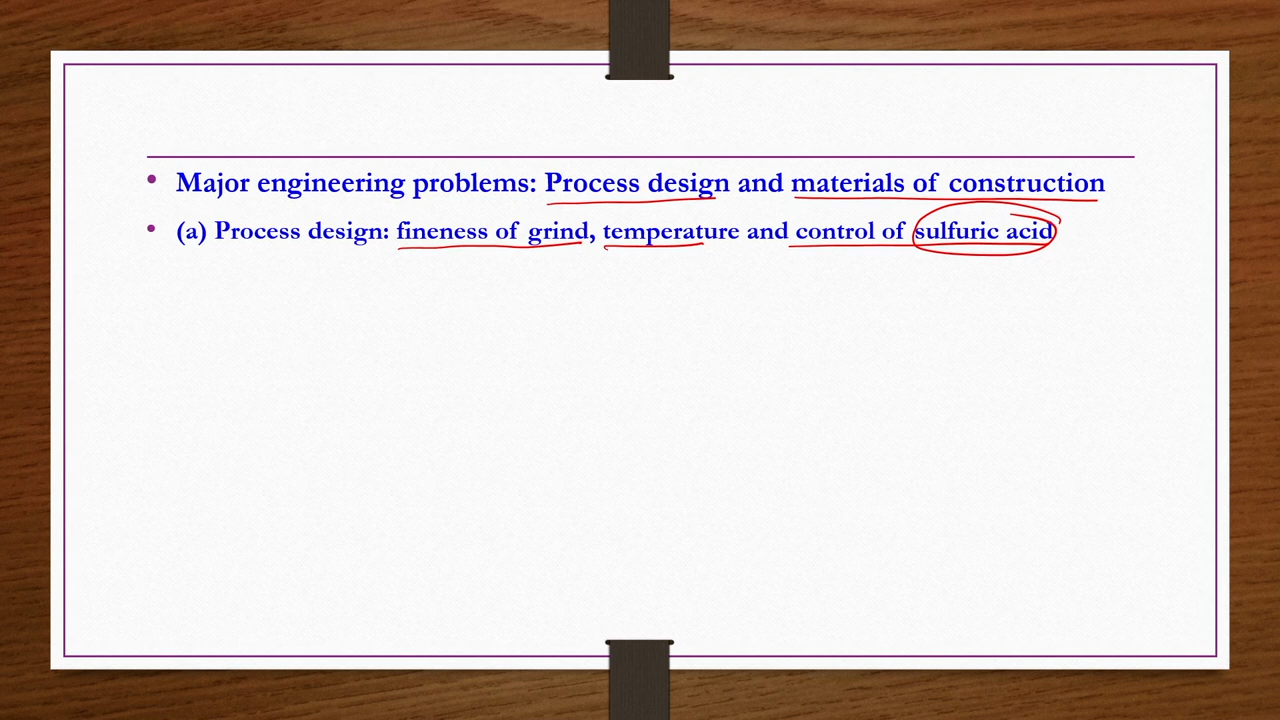 • Major engineering problems: Process design and materials of construction
• (a) Process design: fineness of grind, temperature and control of sulfuric acid